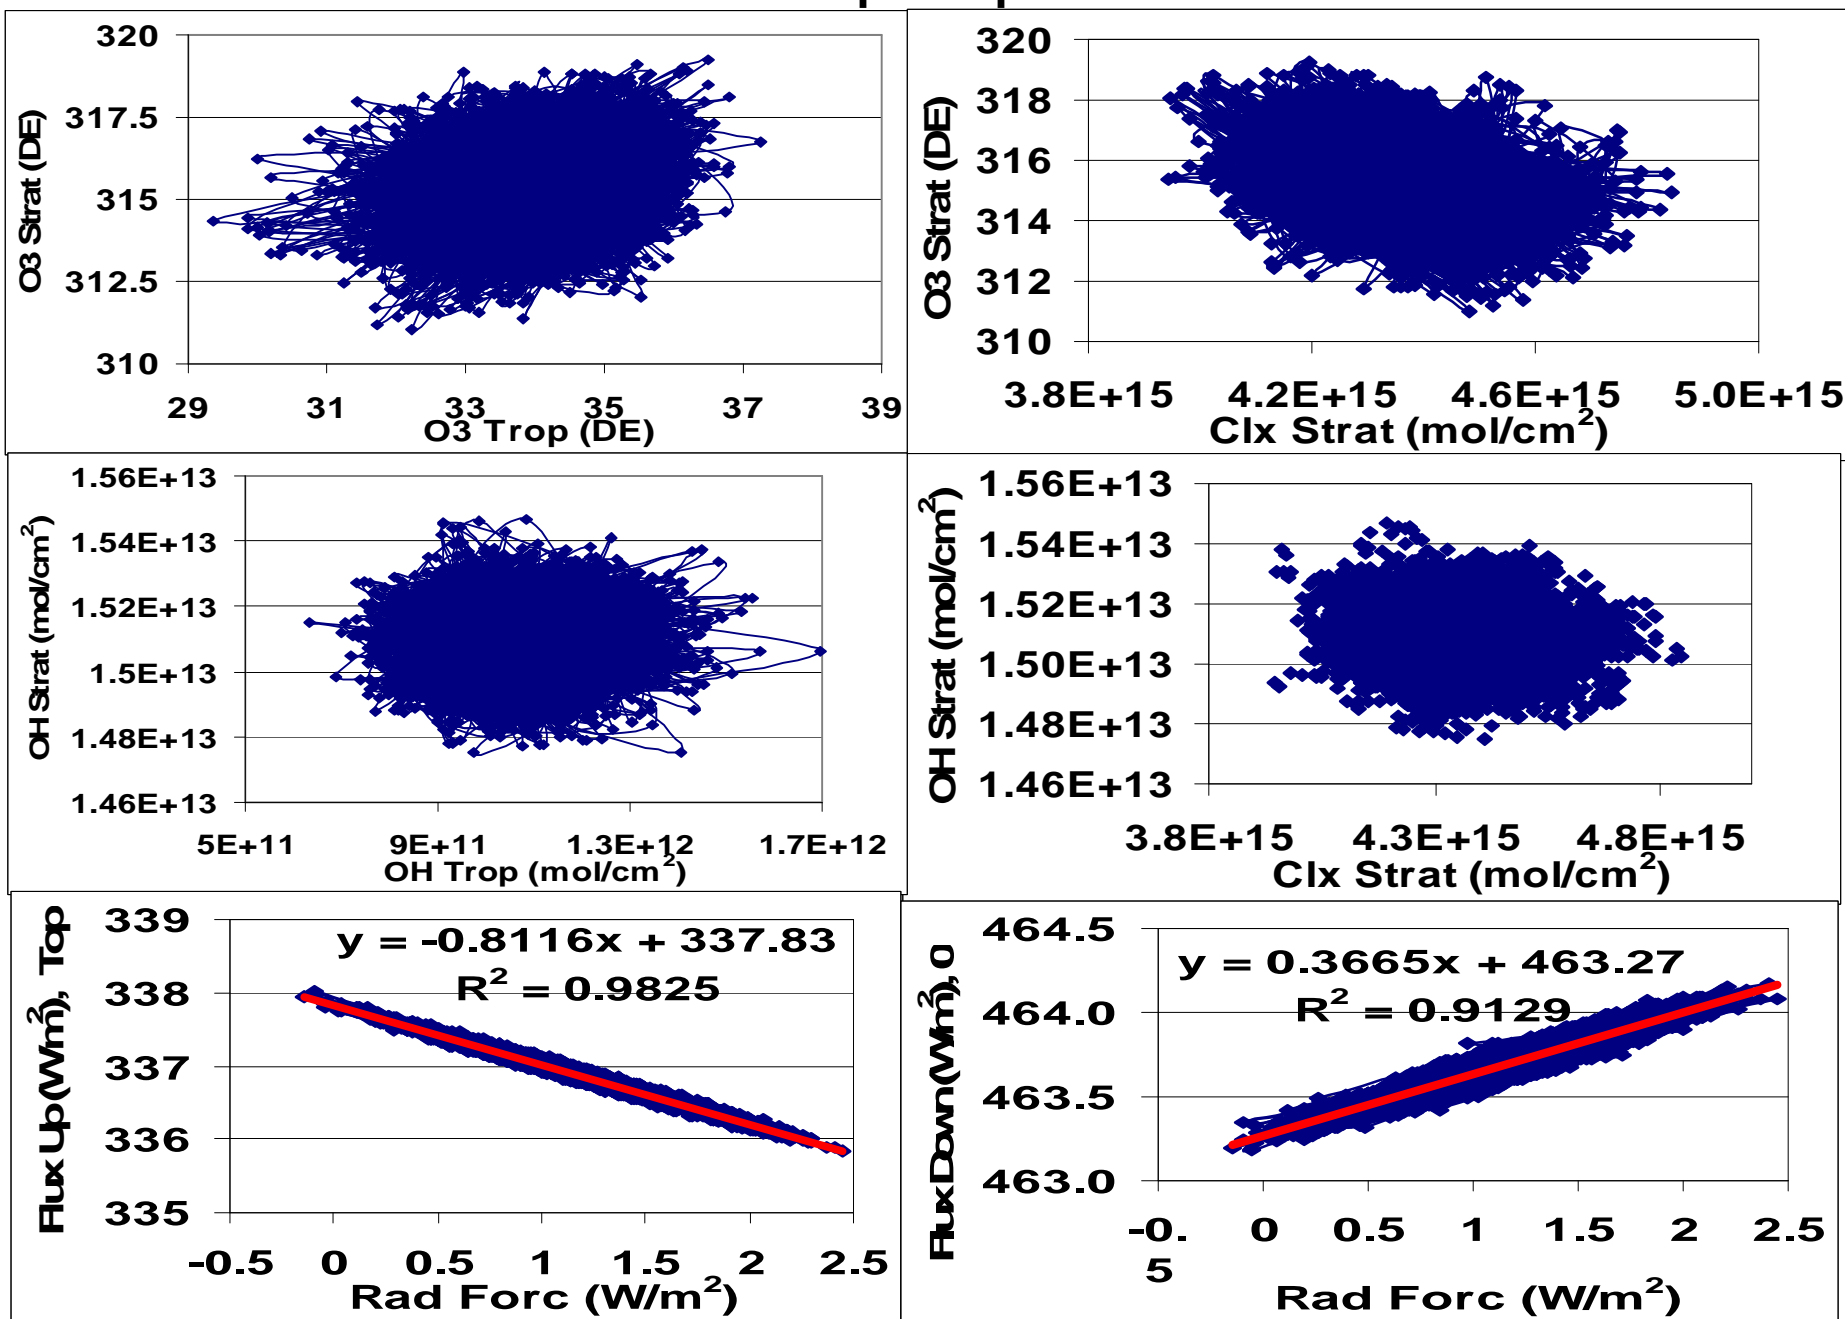 320
317.5
315
312.5
310
O3 Strat (DE)
29 31 33 35 37 39
O3 Trop (DE)
320
318
316
314
312
310
O3 Strat (DE)
3.8E+15 4.2E+15 4.6E+15 5.0E+15
Clx Strat (mol/cm²)
1.56E+13
1.54E+13
1.52E+13
1.5E+13
1.48E+13
1.46E+13
OH Strat (mol/cm²)
5E+11 9E+11 1.3E+12 1.7E+12
OH Trop (mol/cm²)
1.56E+13
1.54E+13
1.52E+13
1.50E+13
1.48E+13
1.46E+13
OH Strat (mol/cm²)
3.8E+15 4.3E+15 4.8E+15
Clx Strat (mol/cm²)
339
338
337
336
335
Flux Up (Wm²), Top
y = -0.8116x + 337.83
R² = 0.9825
-0.5 0 0.5 1 1.5 2 2.5
Rad Forc (W/m²)
464.5
464.0
463.5
463.0
Flux Down (W/m²), 0
y = 0.3665x + 463.27
R² = 0.9129
-0.5 0 0.5 1 1.5 2 2.5
Rad Forc (W/m²)